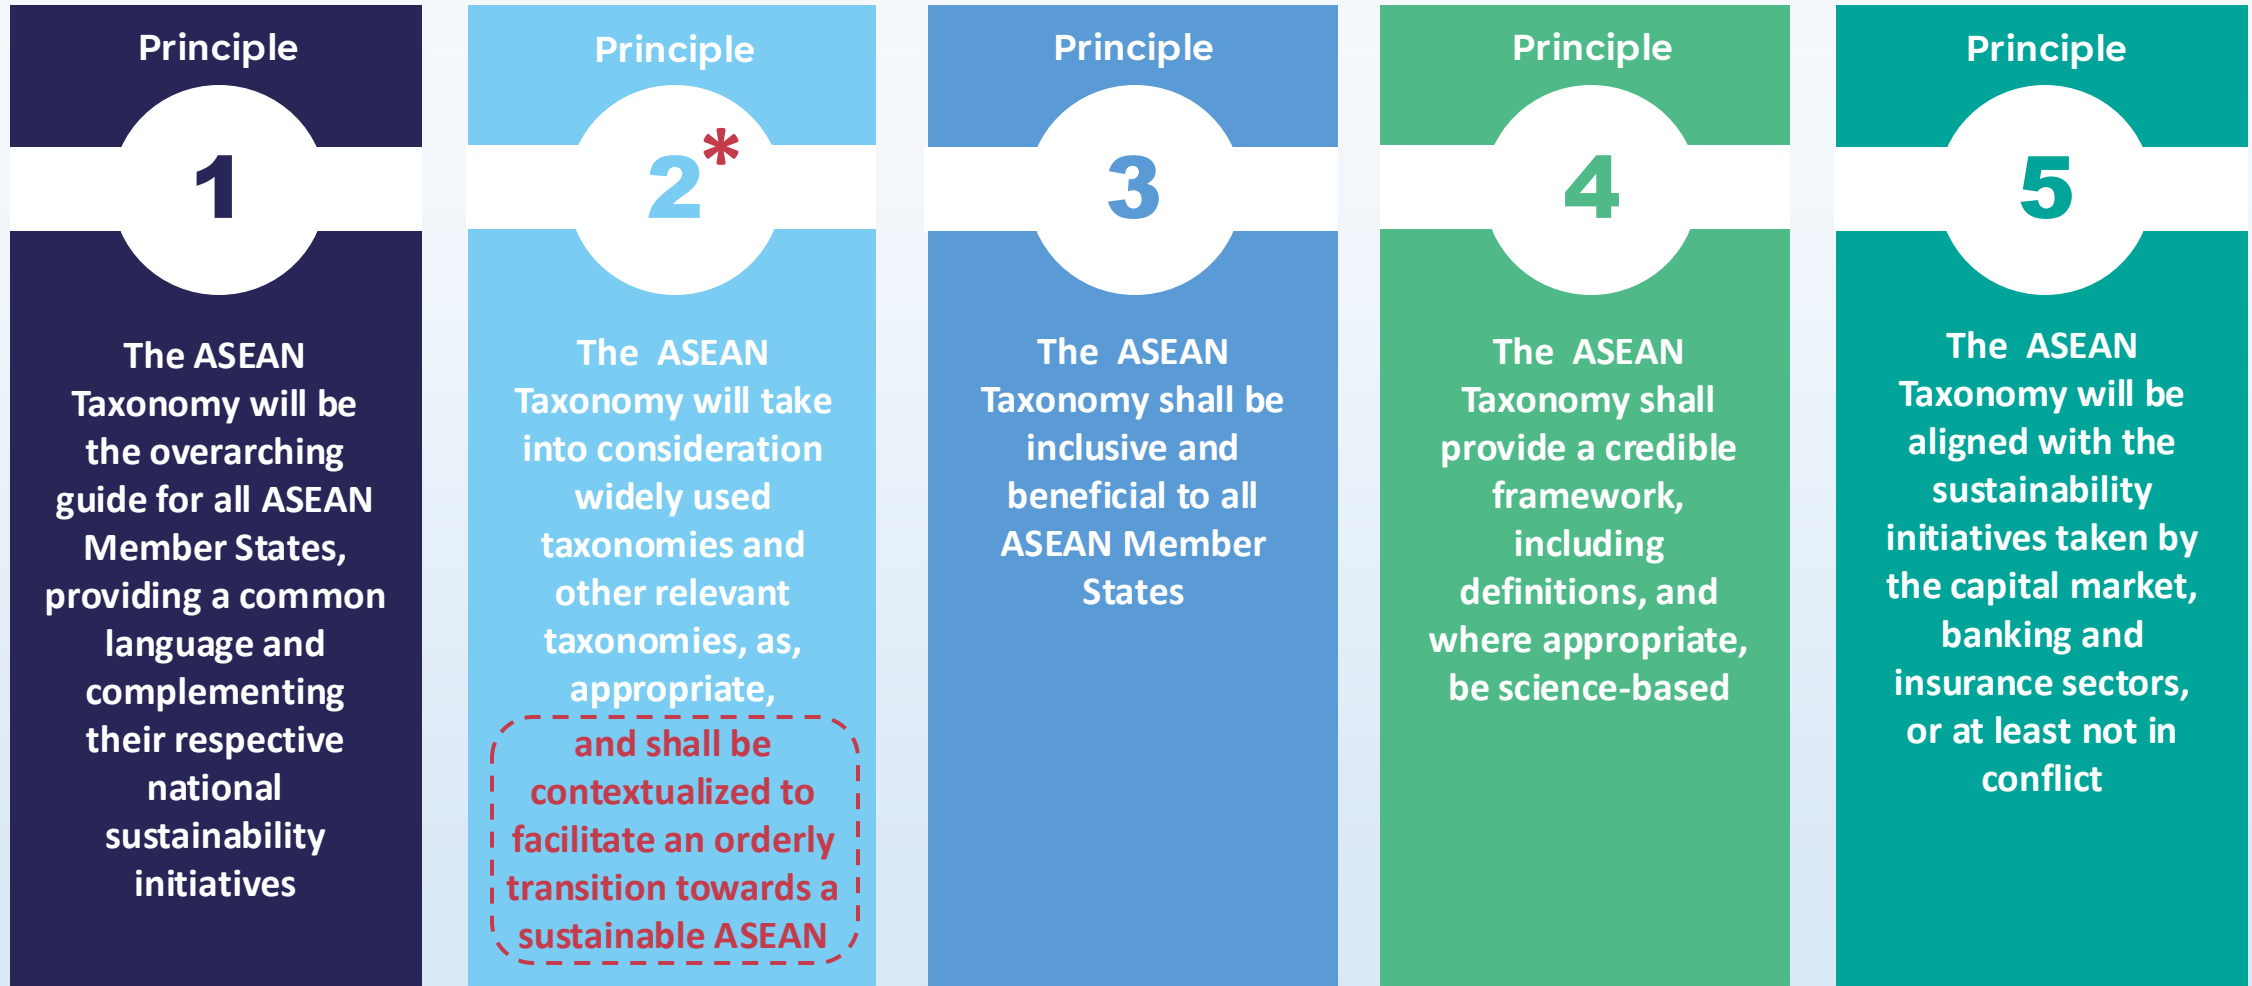 Principle
1
The ASEAN
Taxonomy will be
the overarching
guide for all ASEAN
Member States,
providing a common
language and
complementing
their respective
national
sustainability
initiatives
Principle
2*
The ASEAN
Taxonomy will take
into consideration
widely used
taxonomies and
other relevant
taxonomies, as,
appropriate,
and shall be
contextualized to
facilitate an orderly
transition towards a
sustainable ASEAN
Principle
3
The ASEAN
Taxonomy shall be
inclusive and
beneficial to all
ASEAN Member
States
Principle
4
The ASEAN
Taxonomy shall
provide a credible
framework,
including
definitions, and
where appropriate,
be science-based
Principle
5
The ASEAN
Taxonomy will be
aligned with the
sustainability
initiatives taken by
the capital market,
banking and
insurance sectors,
or at least not in
conflict